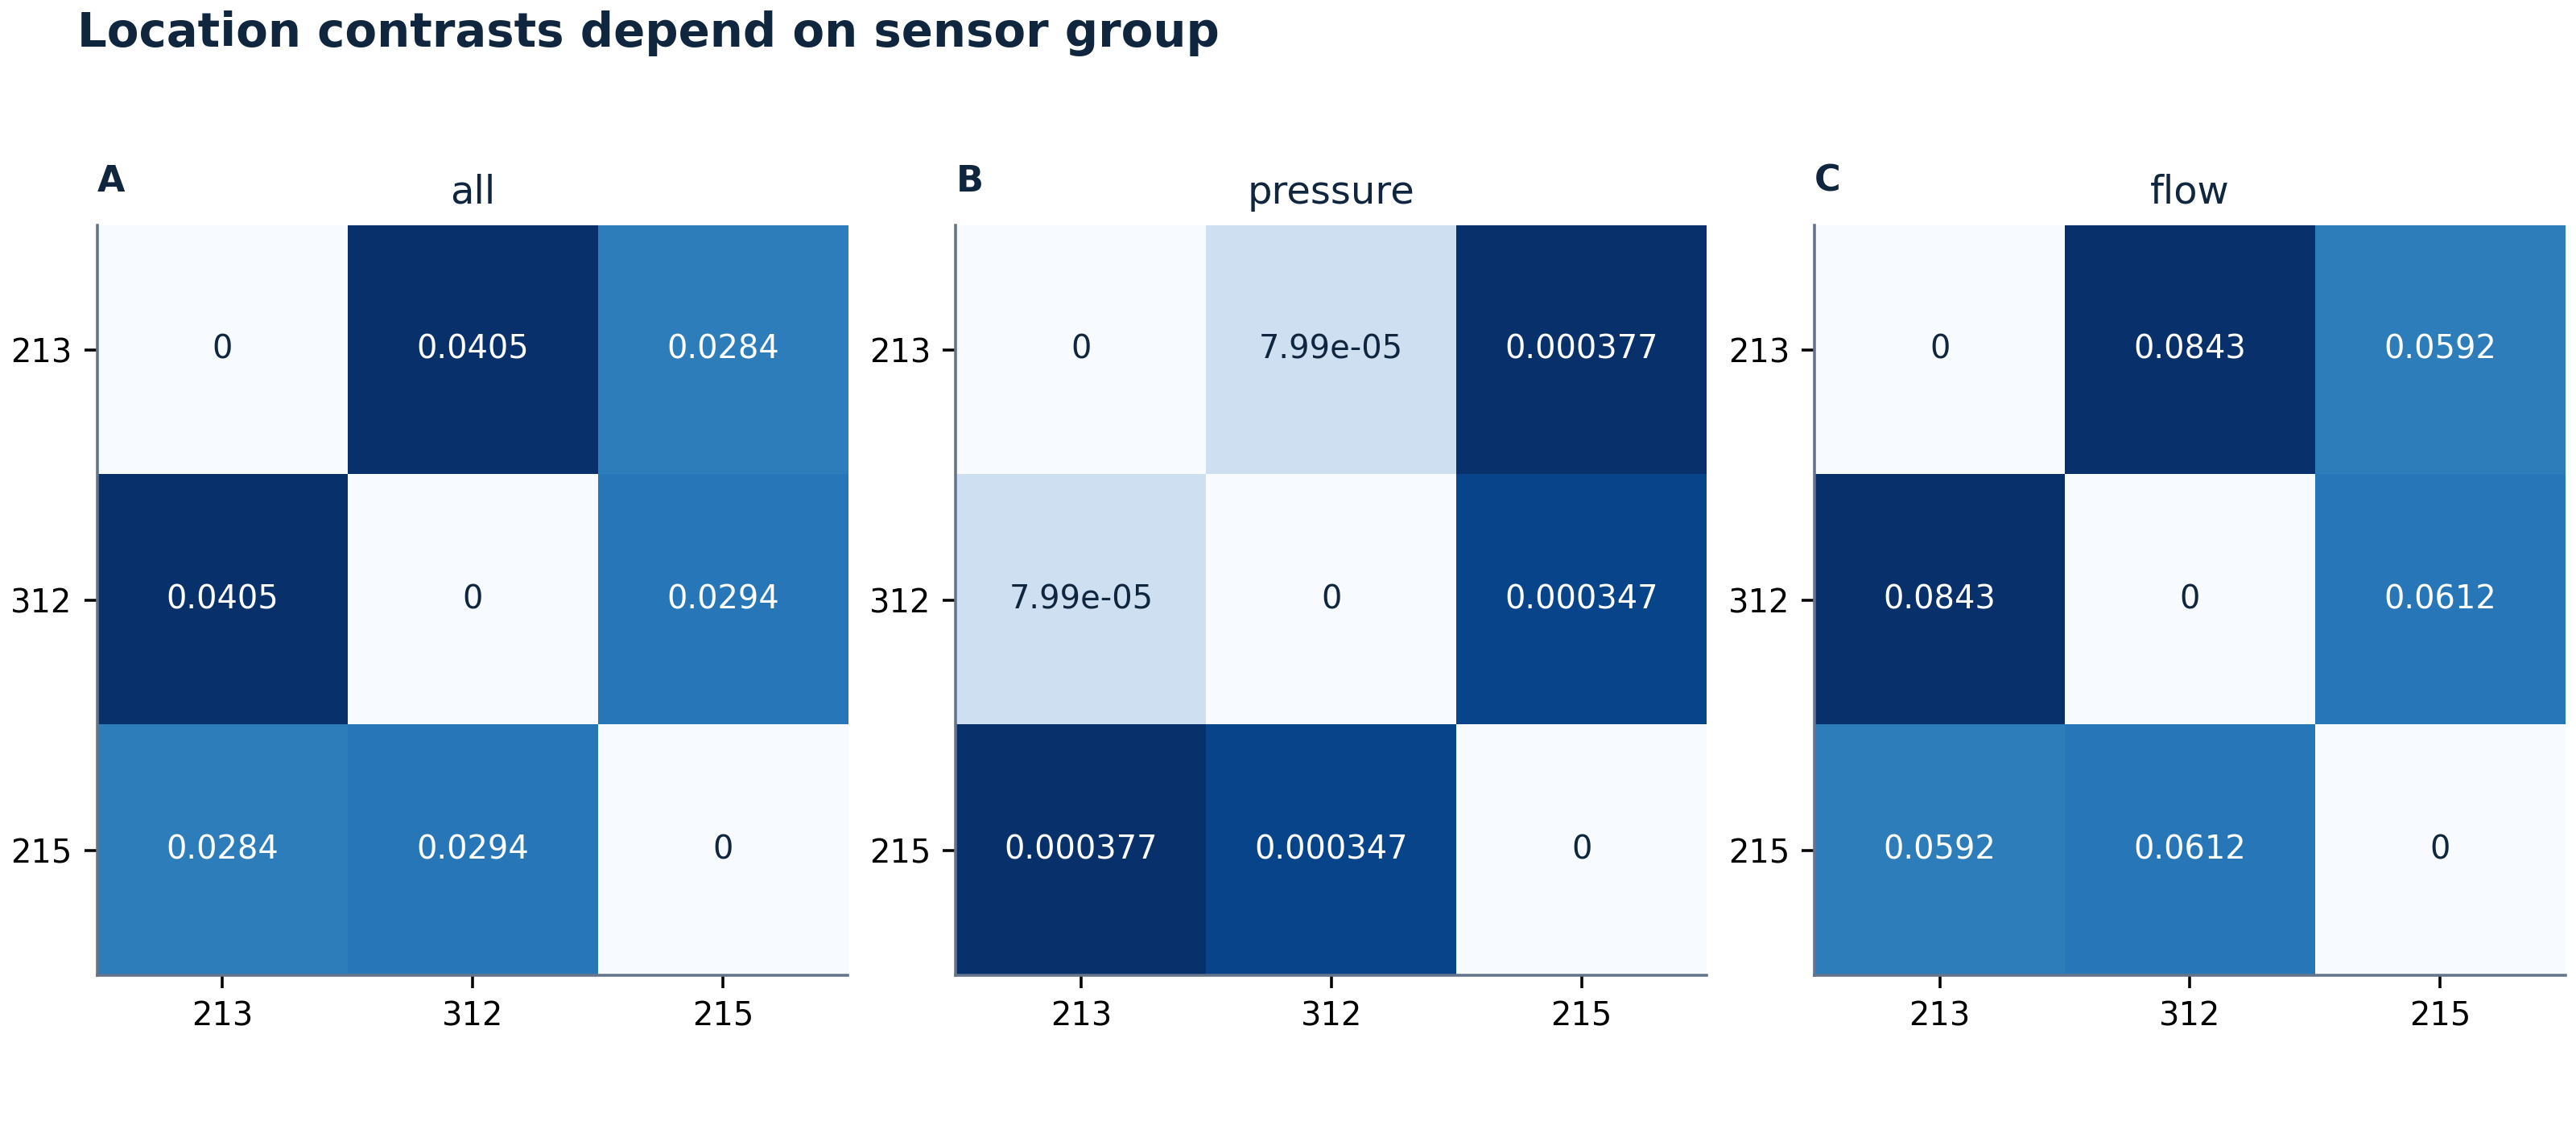 Location contrasts depend on sensor group
A
all
213 0 0.0405 0.0284
312 0.0405 0 0.0294
215 0.0284 0.0294 0
213 312 215
B
pressure
213 0 7.99e-05 0.000377
312 7.99e-05 0 0.000347
215 0.000377 0.000347 0
213 312 215
C
flow
213 0 0.0843 0.0592
312 0.0843 0 0.0612
215 0.0592 0.0612 0
213 312 215